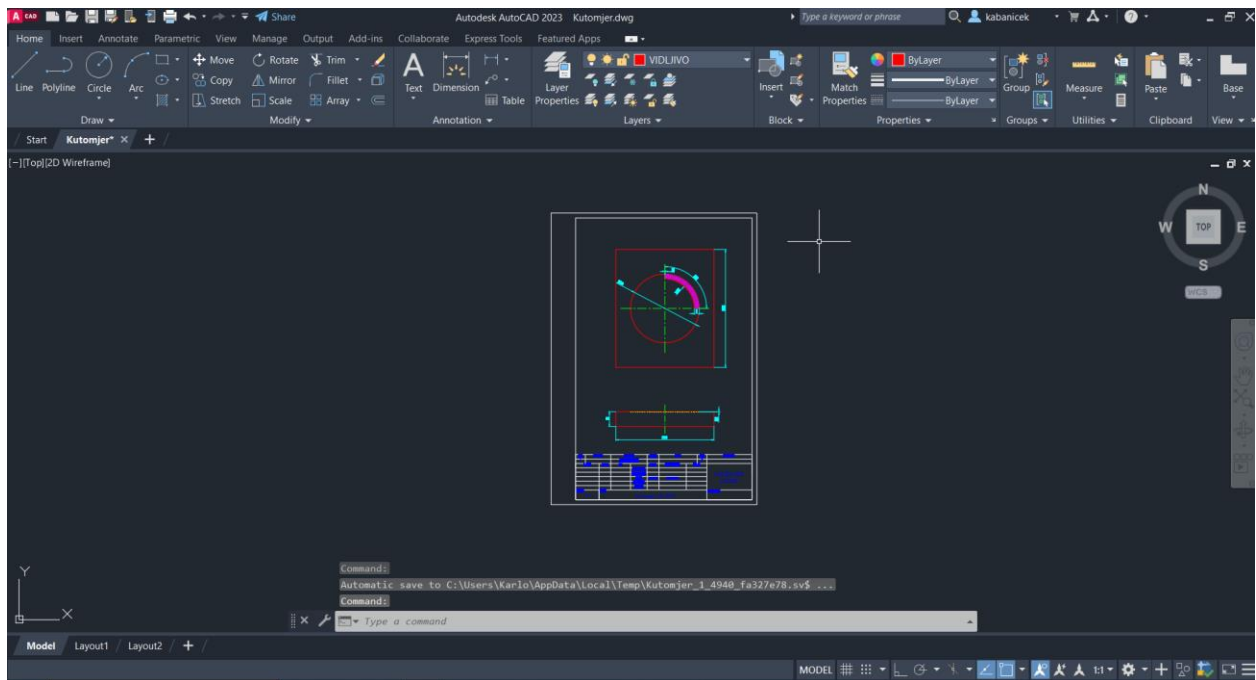 A CAD Share Autodesk AutoCAD 2023 Kutomjer.dwg Type a keyword or phrase kabanicek
Home Insert Annotate Parametric View Manage Output Add-ins Collaborate Express Tools Featured Apps
Move Rotate Trim VIDLJIVO ByLayer
Line Polyline Circle Arc Copy Mirror Fillet Text Dimension Layer Properties Insert Match Properties ByLayer Group Measure Paste Base
Stretch Scale Array Table ByLayer
Draw Modify Annotation Layers Block Properties Groups Utilities Clipboard View
Start Kutomjer*
[-][Top][2D Wireframe]
N
W TOP E
S
WCS
Y
X
Command:
Automatic save to C:\Users\Karlo\AppData\Local\Temp\Kutomjer_1_4940_fa327e78.sv$ ...
Command:
Type a command
Model Layout1 Layout2
MODEL 1:1